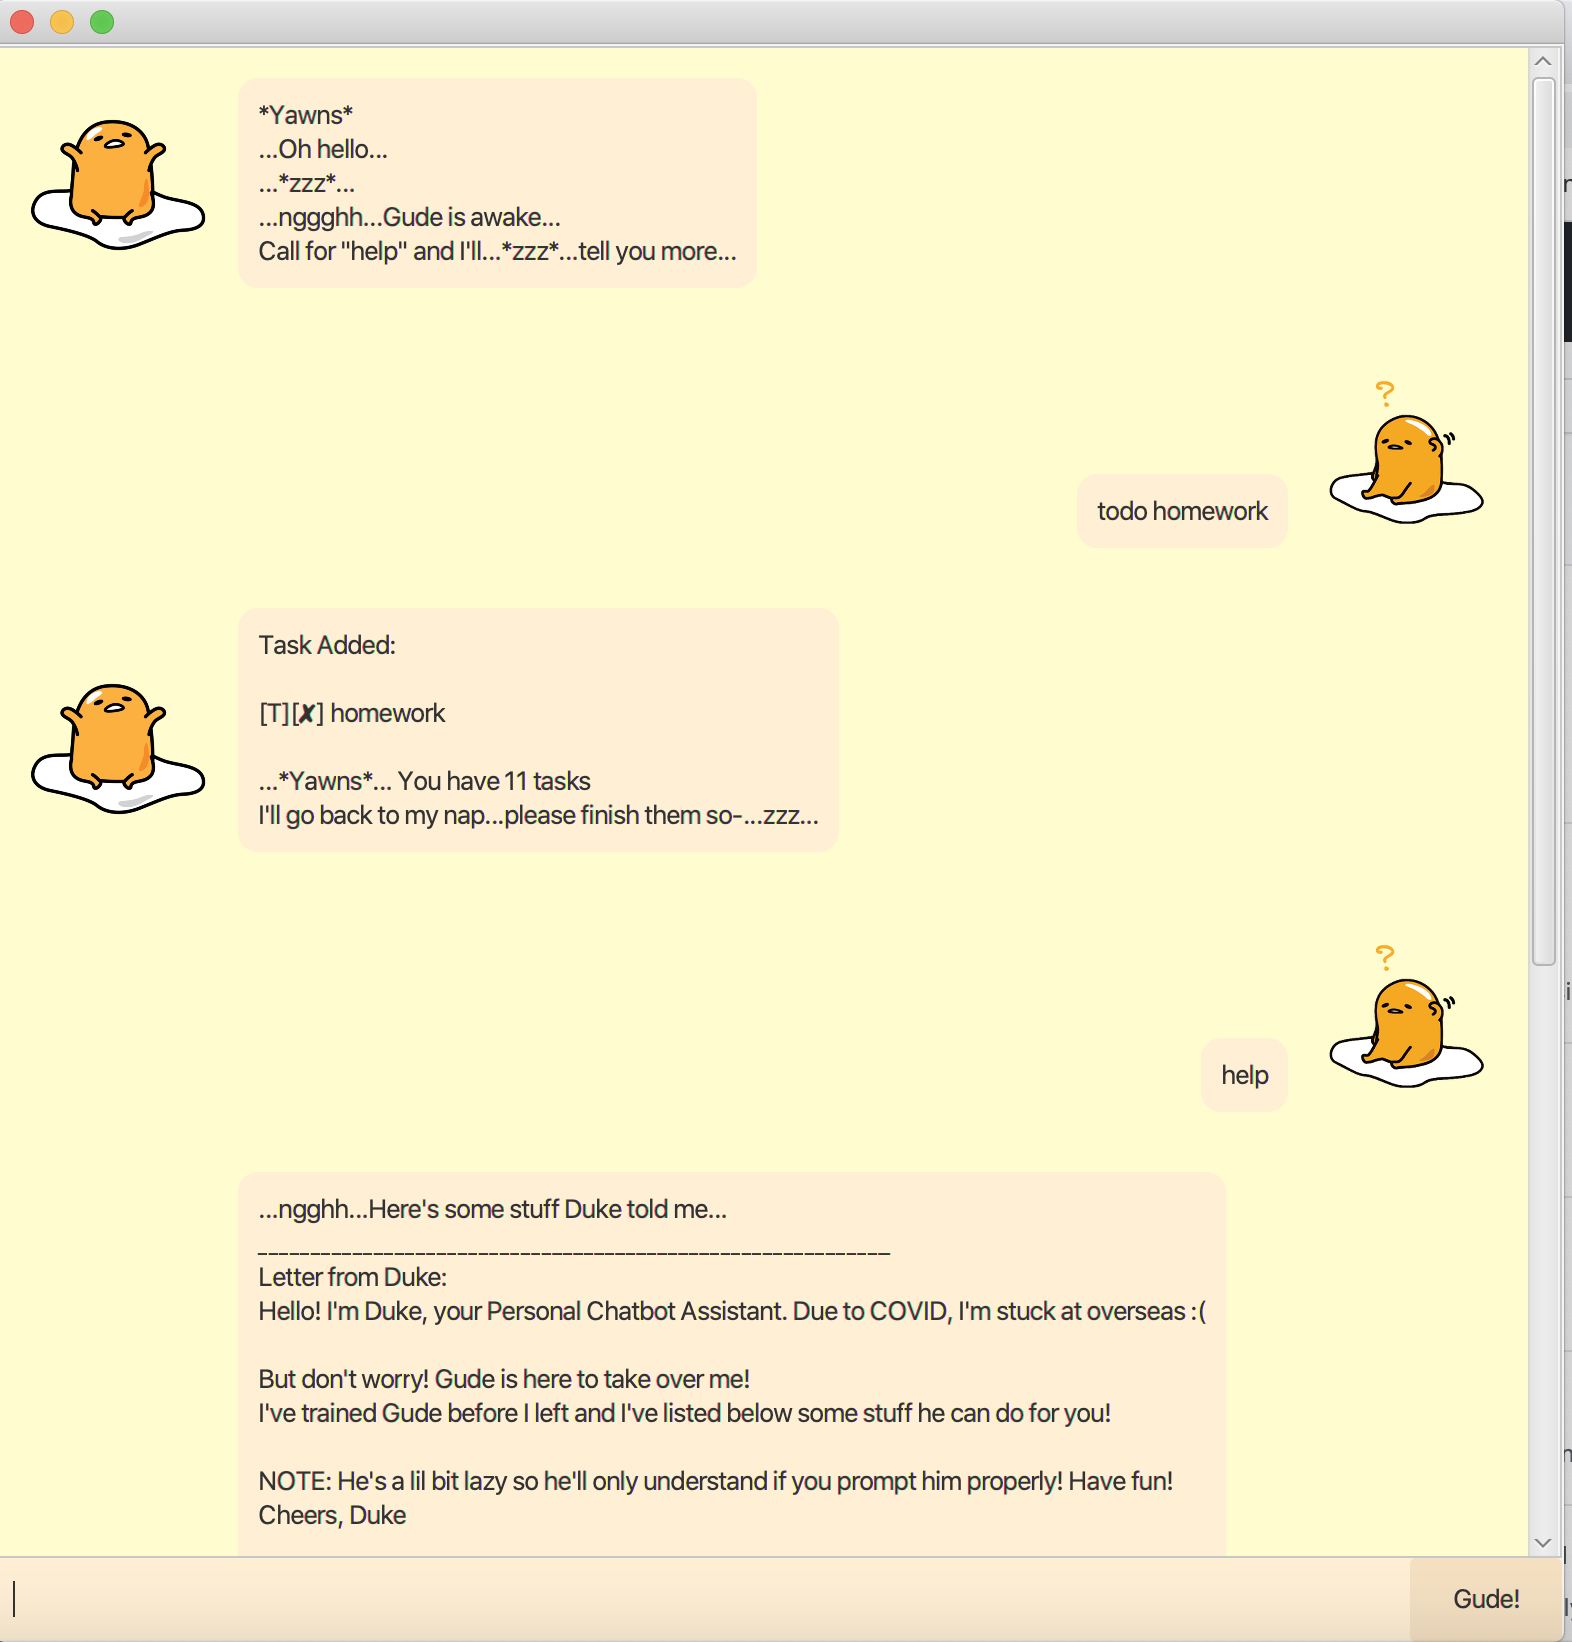 *Yawns*
...Oh hello...
...*zzz*...
...nggghh...Gude is awake...
Call for "help" and I'll...*zzz*...tell you more...
?
todo homework
Task Added:
[T][✘] homework
...*Yawns*... You have 11 tasks
I'll go back to my nap...please finish them so-...zzz...
?
help
...ngghh...Here's some stuff Duke told me...
____________________________________________________________
Letter from Duke:
Hello! I'm Duke, your Personal Chatbot Assistant. Due to COVID, I'm stuck at overseas :(
But don't worry! Gude is here to take over me!
I've trained Gude before I left and I've listed below some stuff he can do for you!
NOTE: He's a lil bit lazy so he'll only understand if you prompt him properly! Have fun!
Cheers, Duke
Gude!